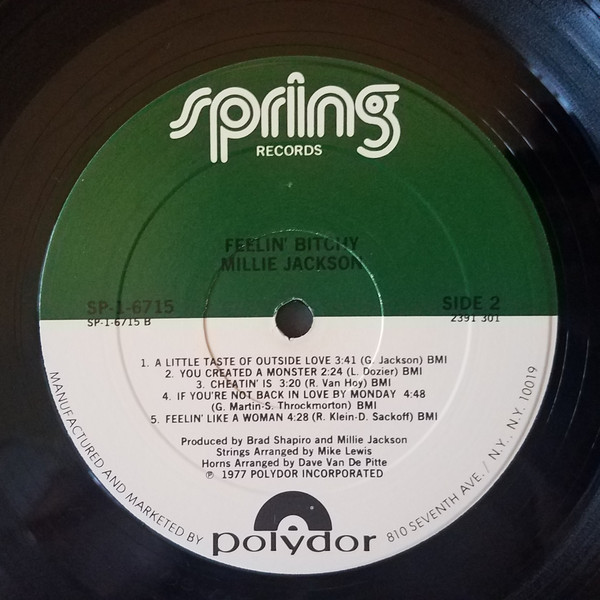 spring
RECORDS
FEELIN' BITCHY
MILLIE JACKSON
SP-1-6715 SIDE 2
SP-1-6715 B 2391 301
1. A LITTLE TASTE OF OUTSIDE LOVE 3:41 (G. Jackson) BMI
2. YOU CREATED A MONSTER 2:24 (L. Dozier) BMI
3. CHEATIN' IS 3:20 (R. Van Hoy) BMI
4. IF YOU'RE NOT BACK IN LOVE BY MONDAY 4:48
(G. Martin-S. Throckmorton) BMI
5. FEELIN' LIKE A WOMAN 4:28 (R. Klein-D. Sackoff) BMI
Produced by Brad Shapiro and Millie Jackson
Strings Arranged by Mike Lewis
Horns Arranged by Dave Van De Pitte
℗ 1977 POLYDOR INCORPORATED
MANUFACTURED AND MARKETED BY polydor 810 SEVENTH AVE. / N.Y., N.Y. 10019